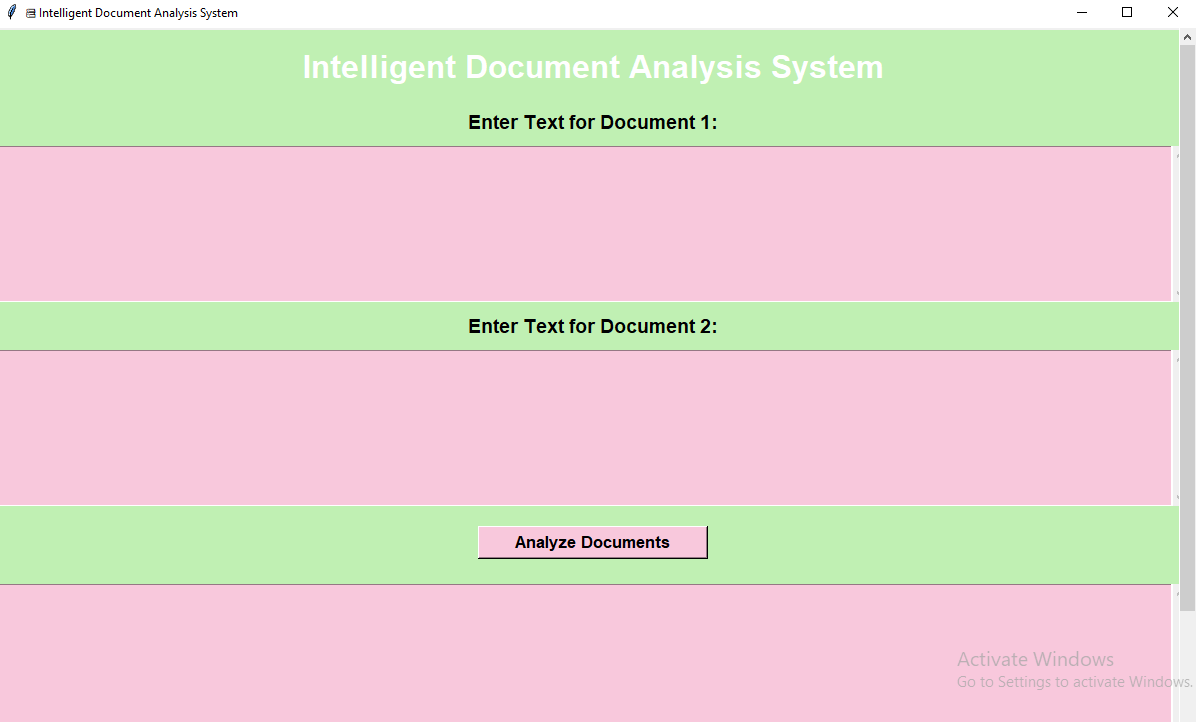 Intelligent Document Analysis System
Intelligent Document Analysis System
Enter Text for Document 1:
Enter Text for Document 2:
Analyze Documents
Activate Windows
Go to Settings to activate Windows.